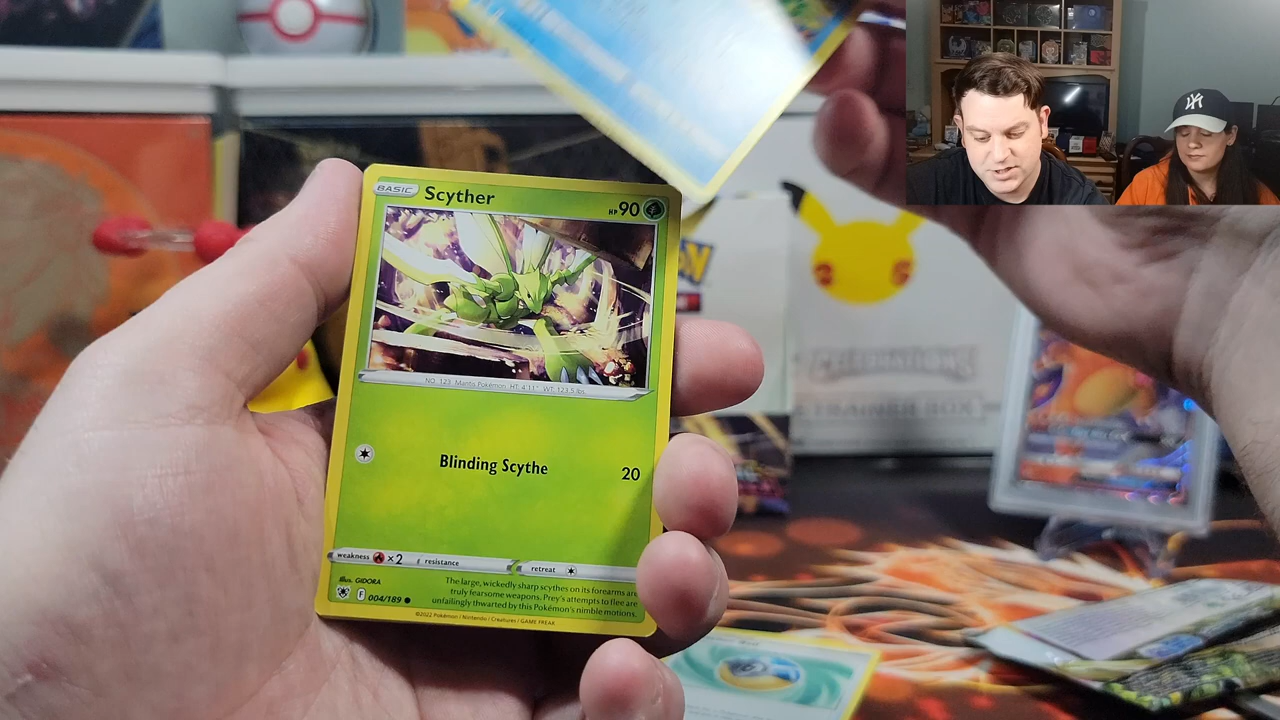 BASIC Scyther HP 90
NO. 123 Mantis Pokémon HT: 4'11" WT: 123.5 lbs.
Blinding Scythe 20
weakness ×2 resistance retreat
Illus. GIDORA
The large, wickedly sharp scythes on its forearms are
truly fearsome weapons. Prey's attempts to flee are
unfailingly thwarted by this Pokémon's nimble motions.
F 004/189
©2022 Pokémon / Nintendo / Creatures / GAME FREAK
CELEBRATIONS
TRAINER BOX
NY